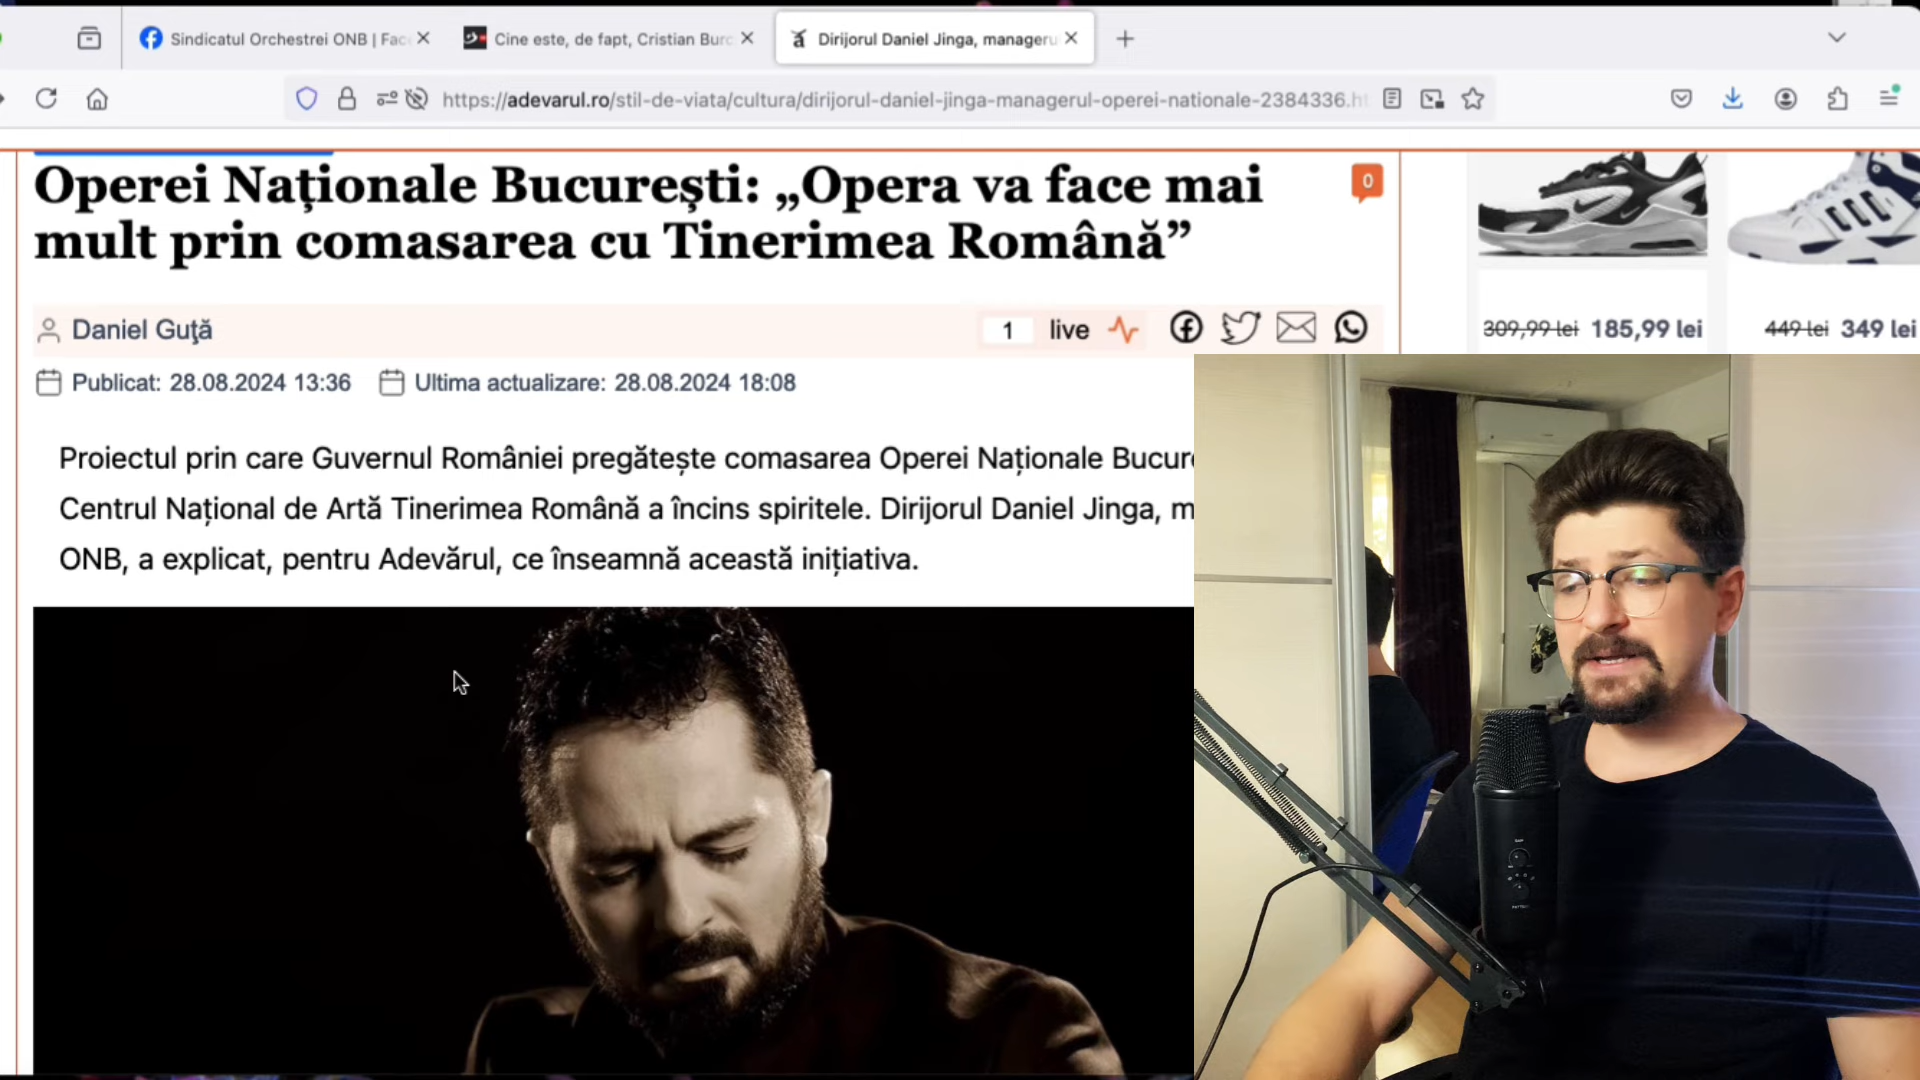 Sindicatul Orchestrei ONB | Fac
Cine este, de fapt, Cristian Burc
Dirijorul Daniel Jinga, manageru
https://adevarul.ro/stil-de-viata/cultura/dirijorul-daniel-jinga-managerul-operei-nationale-2384336.ht
Operei Naționale București: „Opera va face mai
mult prin comasarea cu Tinerimea Română”
0
309,99 lei 185,99 lei
449 lei 349 lei
Daniel Guţă
1 live
Publicat: 28.08.2024 13:36
Ultima actualizare: 28.08.2024 18:08
Proiectul prin care Guvernul României pregătește comasarea Operei Naționale Bucure
Centrul Național de Artă Tinerimea Română a încins spiritele. Dirijorul Daniel Jinga, m
ONB, a explicat, pentru Adevărul, ce înseamnă această inițiativa.